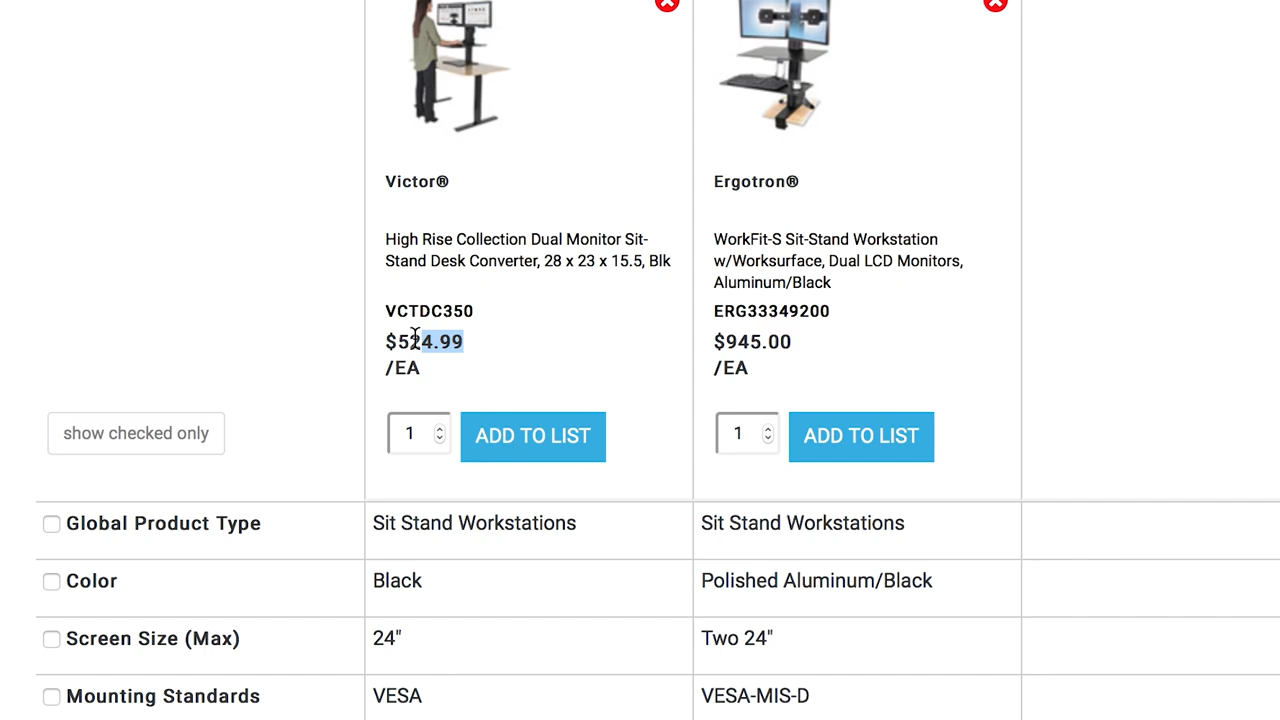 Victor®
High Rise Collection Dual Monitor Sit-
Stand Desk Converter, 28 x 23 x 15.5, Blk
VCTDC350
$524.99
/EA
1
ADD TO LIST
Ergotron®
WorkFit-S Sit-Stand Workstation
w/Worksurface, Dual LCD Monitors,
Aluminum/Black
ERG33349200
$945.00
/EA
1
ADD TO LIST
show checked only
Global Product Type
Sit Stand Workstations
Sit Stand Workstations
Color
Black
Polished Aluminum/Black
Screen Size (Max)
24"
Two 24"
Mounting Standards
VESA
VESA-MIS-D